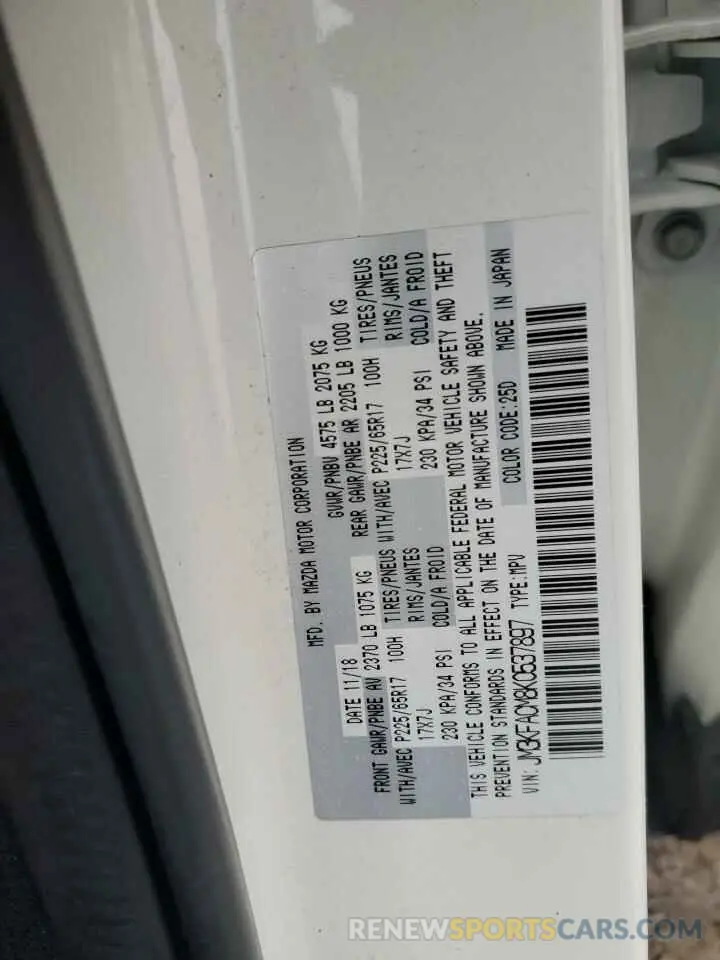 MFD. BY MAZDA MOTOR CORPORATION
DATE 11/18 GVWR/PNBV 4575 LB 2075 KG
FRONT GAWR/PNBE AV 2370 LB 1075 KG REAR GAWR/PNBE AR 2205 LB 1000 KG
WITH/AVEC P225/65R17 100H TIRES/PNEUS WITH/AVEC P225/65R17 100H TIRES/PNEUS
17X7J RIMS/JANTES 17X7J RIMS/JANTES
230 KPA/34 PSI COLD/A FROID 230 KPA/34 PSI COLD/A FROID
THIS VEHICLE CONFORMS TO ALL APPLICABLE FEDERAL MOTOR VEHICLE SAFETY AND THEFT
PREVENTION STANDARDS IN EFFECT ON THE DATE OF MANUFACTURE SHOWN ABOVE.
VIN: JM3KFACM8K0537897 TYPE:MPV COLOR CODE:25D MADE IN JAPAN
RENEWSPORTSCARS.COM